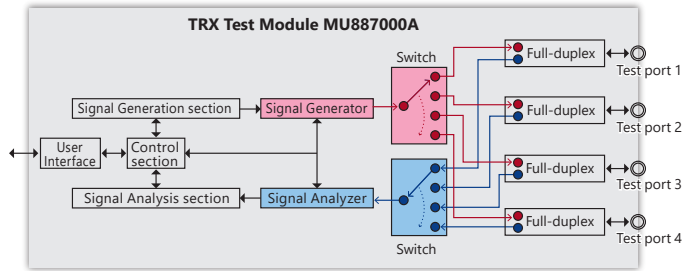 TRX Test Module MU887000A
Switch
Full-duplex
Test port 1
Signal Generation section
Signal Generator
Full-duplex
Test port 2
User
Interface
Control
section
Full-duplex
Test port 3
Signal Analysis section
Signal Analyzer
Full-duplex
Test port 4
Switch